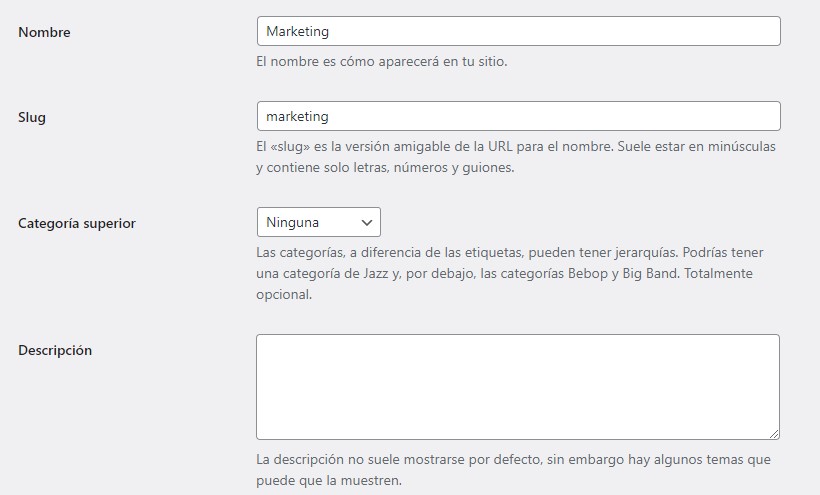 Nombre
Marketing
El nombre es cómo aparecerá en tu sitio.
Slug
marketing
El «slug» es la versión amigable de la URL para el nombre. Suele estar en minúsculas
y contiene solo letras, números y guiones.
Categoría superior
Ninguna
Las categorías, a diferencia de las etiquetas, pueden tener jerarquías. Podrías tener
una categoría de Jazz y, por debajo, las categorías Bebop y Big Band. Totalmente
opcional.
Descripción
La descripción no suele mostrarse por defecto, sin embargo hay algunos temas que
puede que la muestren.